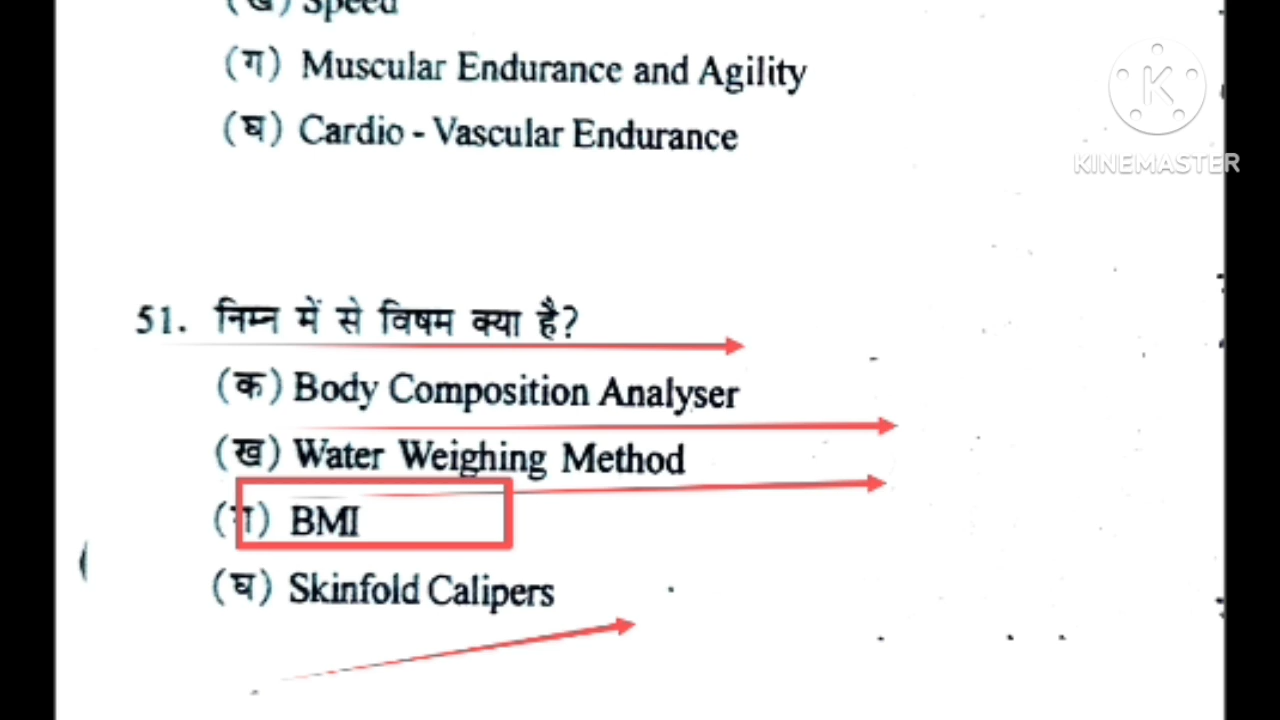 (ख) Speed
(ग) Muscular Endurance and Agility
(घ) Cardio - Vascular Endurance
K
KINEMASTER
51. निम्न में से विषम क्या है?
(क) Body Composition Analyser
(ख) Water Weighing Method
(ग) BMI
(घ) Skinfold Calipers